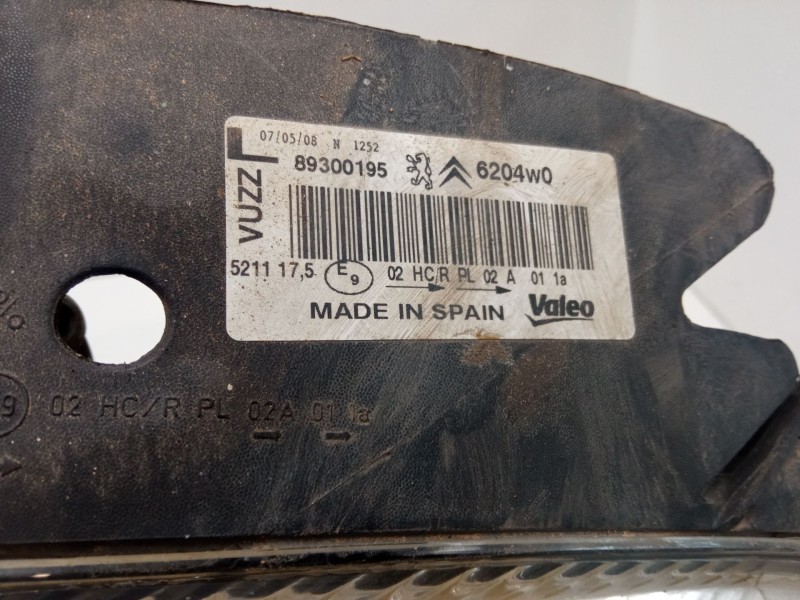 07/05/08 N 1252
L
VUZZ
89300195 6204W0
5211 17,5 E9 02 HC/R PL 02 A 01 1a
MADE IN SPAIN Valeo
9 02 HC/R PL 02A 01 1a